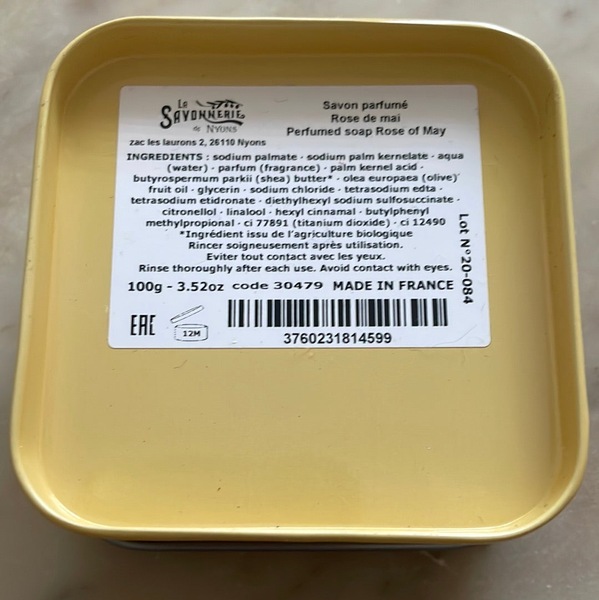 La
SAVONNERIE
de NYONS
zac les laurons 2, 26110 Nyons
Savon parfumé
Rose de mai
Perfumed soap Rose of May
INGREDIENTS : sodium palmate · sodium palm kernelate · aqua
(water) · parfum (fragrance) · palm kernel acid ·
butyrospermum parkii (shea) butter* · olea europaea (olive)
fruit oil · glycerin · sodium chloride · tetrasodium edta ·
tetrasodium etidronate · diethylhexyl sodium sulfosuccinate ·
citronellol · linalool · hexyl cinnamal · butylphenyl
methylpropional · ci 77891 (titanium dioxide) · ci 12490
*Ingrédient issu de l'agriculture biologique
Rincer soigneusement après utilisation.
Eviter tout contact avec les yeux.
Rinse thoroughly after each use. Avoid contact with eyes.
100g - 3.52oz code 30479 MADE IN FRANCE
Lot N°20-084
EAC
12M
3760231814599